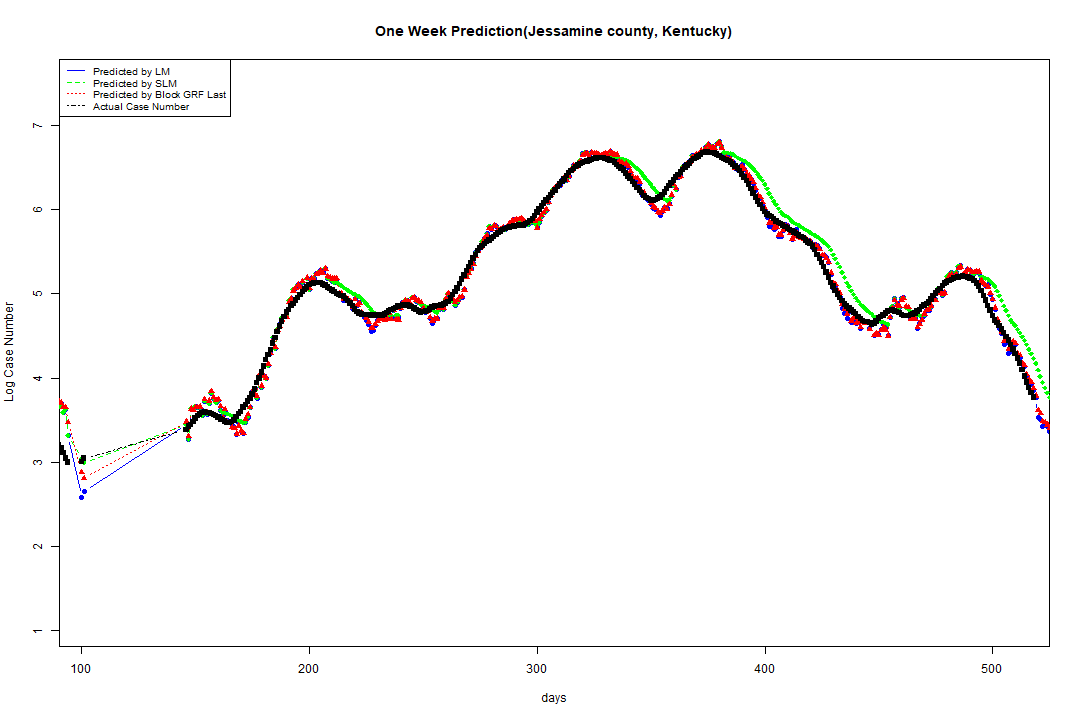 One Week Prediction(Jessamine county, Kentucky)
Predicted by LM
Predicted by SLM
Predicted by Block GRF Last
Actual Case Number
Log Case Number
7
6
5
4
3
2
1
100 200 300 400 500
days